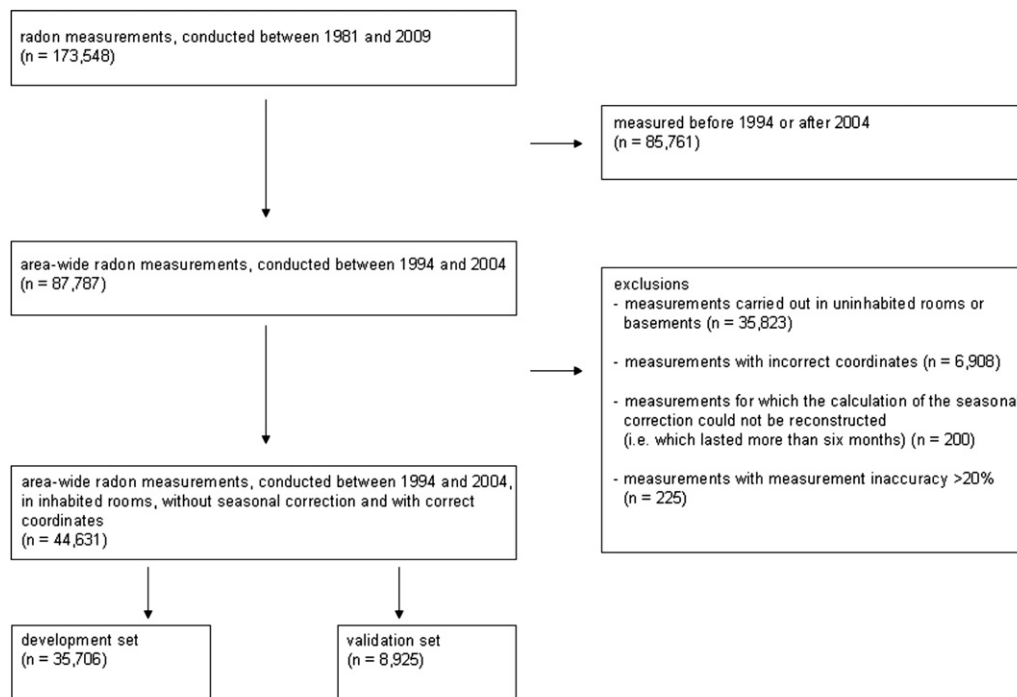 radon measurements, conducted between 1981 and 2009
(n = 173,548)
measured before 1994 or after 2004
(n = 85,761)
area-wide radon measurements, conducted between 1994 and 2004
(n = 87,787)
exclusions
- measurements carried out in uninhabited rooms or
basements (n = 35,823)
- measurements with incorrect coordinates (n = 6,908)
- measurements for which the calculation of the seasonal
correction could not be reconstructed
(i.e. which lasted more than six months) (n = 200)
- measurements with measurement inaccuracy >20%
(n = 225)
area-wide radon measurements, conducted between 1994 and 2004,
in inhabited rooms, without seasonal correction and with correct
coordinates
(n = 44,631)
development set
(n = 35,706)
validation set
(n = 8,925)